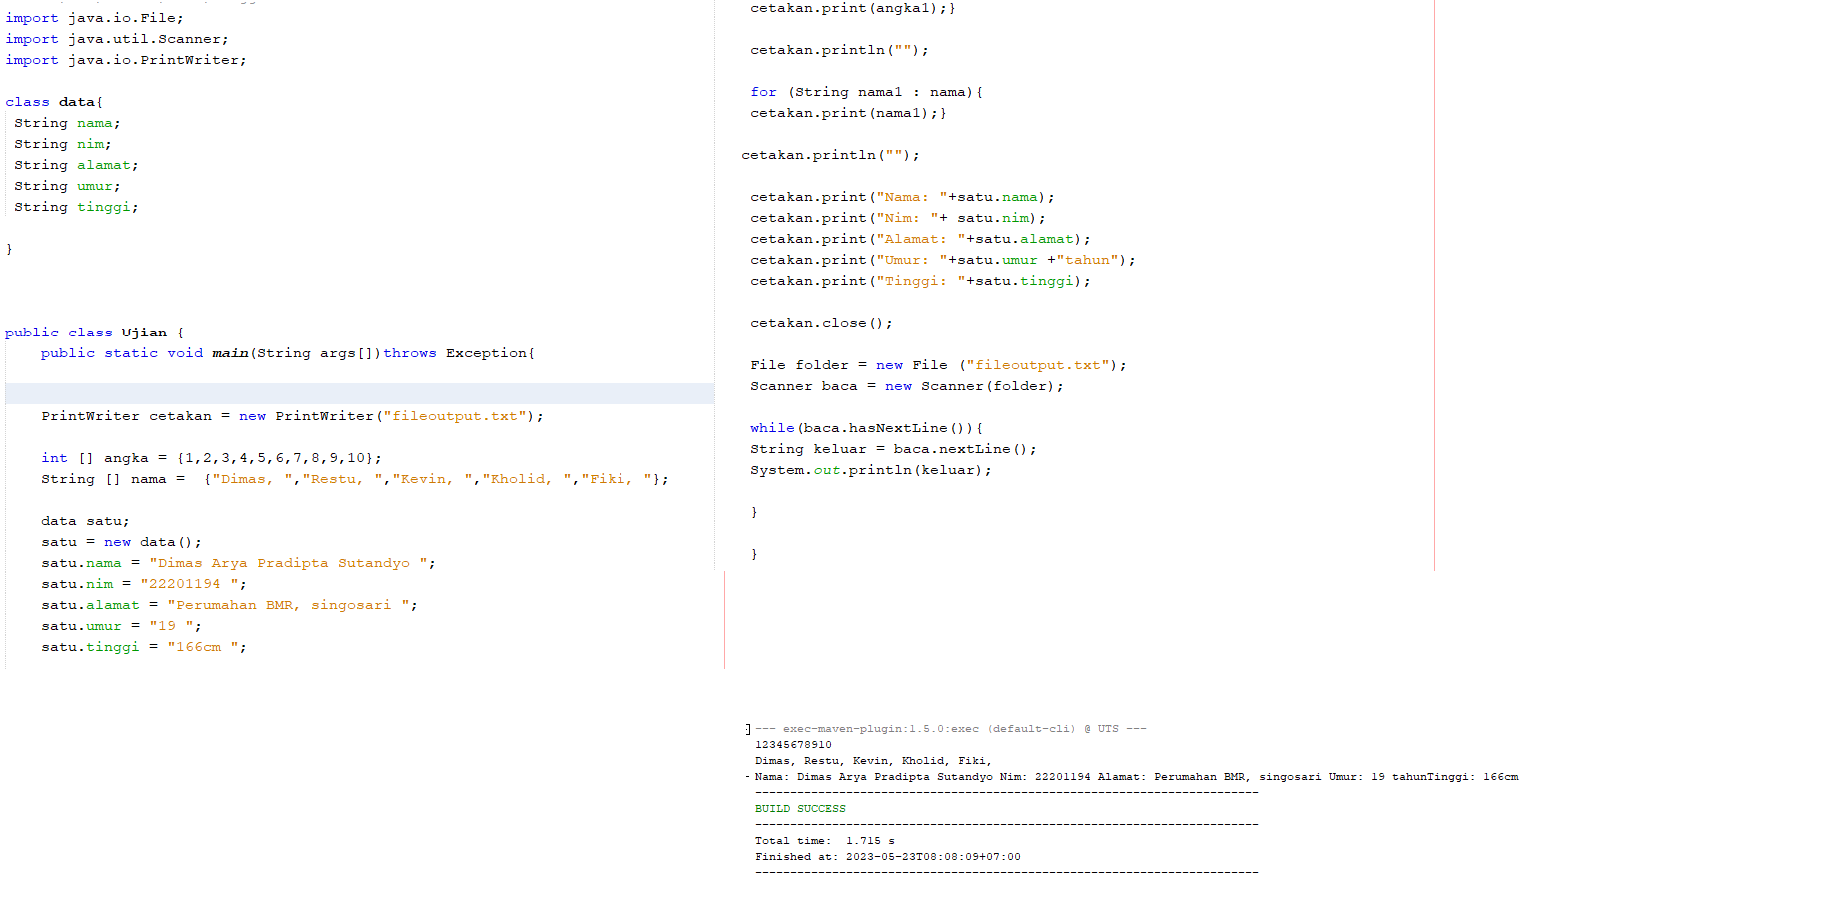 import java.io.File;
import java.util.Scanner;
import java.io.PrintWriter;
class data{
String nama;
String nim;
String alamat;
String umur;
String tinggi;
}
public class Ujian {
public static void main(String args[])throws Exception{
PrintWriter cetakan = new PrintWriter("fileoutput.txt");
int [] angka = {1,2,3,4,5,6,7,8,9,10};
String [] nama =  {"Dimas, ","Restu, ","Kevin, ","Kholid, ","Fiki, "};
data satu;
satu = new data();
satu.nama = "Dimas Arya Pradipta Sutandyo ";
satu.nim = "22201194 ";
satu.alamat = "Perumahan BMR, singosari ";
satu.umur = "19 ";
satu.tinggi = "166cm ";
cetakan.print(angka1);}
cetakan.println("");
for (String nama1 : nama){
cetakan.print(nama1);}
cetakan.println("");
cetakan.print("Nama: "+satu.nama);
cetakan.print("Nim: "+ satu.nim);
cetakan.print("Alamat: "+satu.alamat);
cetakan.print("Umur: "+satu.umur +"tahun");
cetakan.print("Tinggi: "+satu.tinggi);
cetakan.close();
File folder = new File ("fileoutput.txt");
Scanner baca = new Scanner(folder);
while(baca.hasNextLine()){
String keluar = baca.nextLine();
System.out.println(keluar);
}
}
--- exec-maven-plugin:1.5.0:exec (default-cli) @ UTS ---
12345678910
Dimas, Restu, Kevin, Kholid, Fiki,
Nama: Dimas Arya Pradipta Sutandyo Nim: 22201194 Alamat: Perumahan BMR, singosari Umur: 19 tahunTinggi: 166cm
------------------------------------------------------------------------
BUILD SUCCESS
------------------------------------------------------------------------
Total time:  1.715 s
Finished at: 2023-05-23T08:08:09+07:00
------------------------------------------------------------------------